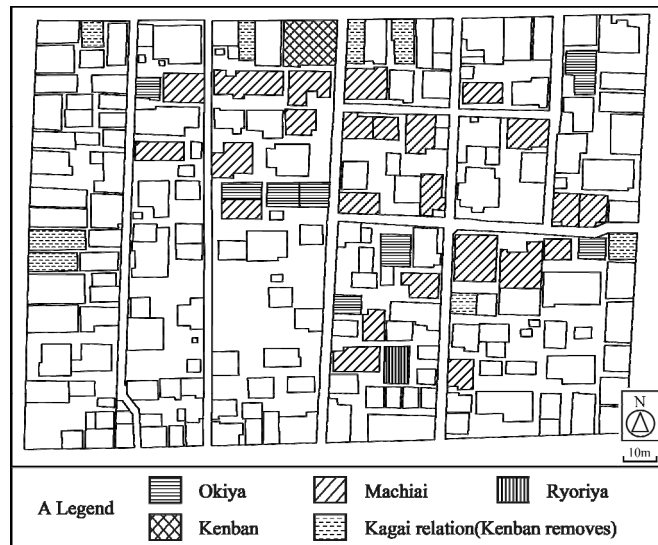 N
10m
A Legend
Okiya
Machiai
Ryoriya
Kenban
Kagai relation(Kenban removes)